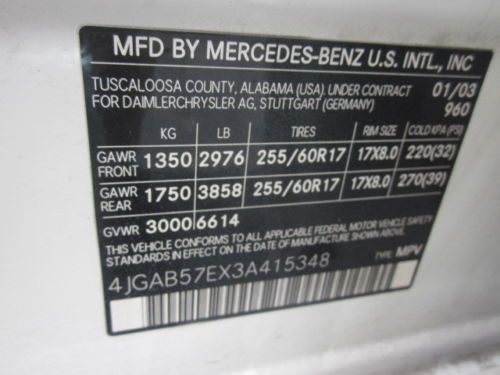 MFD BY MERCEDES-BENZ U.S. INTL., INC
TUSCALOOSA COUNTY, ALABAMA (USA). UNDER CONTRACT 01/03
FOR DAIMLERCHRYSLER AG, STUTTGART (GERMANY) 960
KG LB TIRES RIM SIZE COLD KPA (PSI)
GAWR FRONT 1350 2976 255/60R17 17X8.0 220(32)
GAWR REAR 1750 3858 255/60R17 17X8.0 270(39)
GVWR 3000 6614
THIS VEHICLE CONFORMS TO ALL APPLICABLE FEDERAL MOTOR VEHICLE SAFETY
STANDARDS IN EFFECT ON THE DATE OF MANUFACTURE SHOWN ABOVE.
4JGAB57EX3A415348 TYPE: MPV